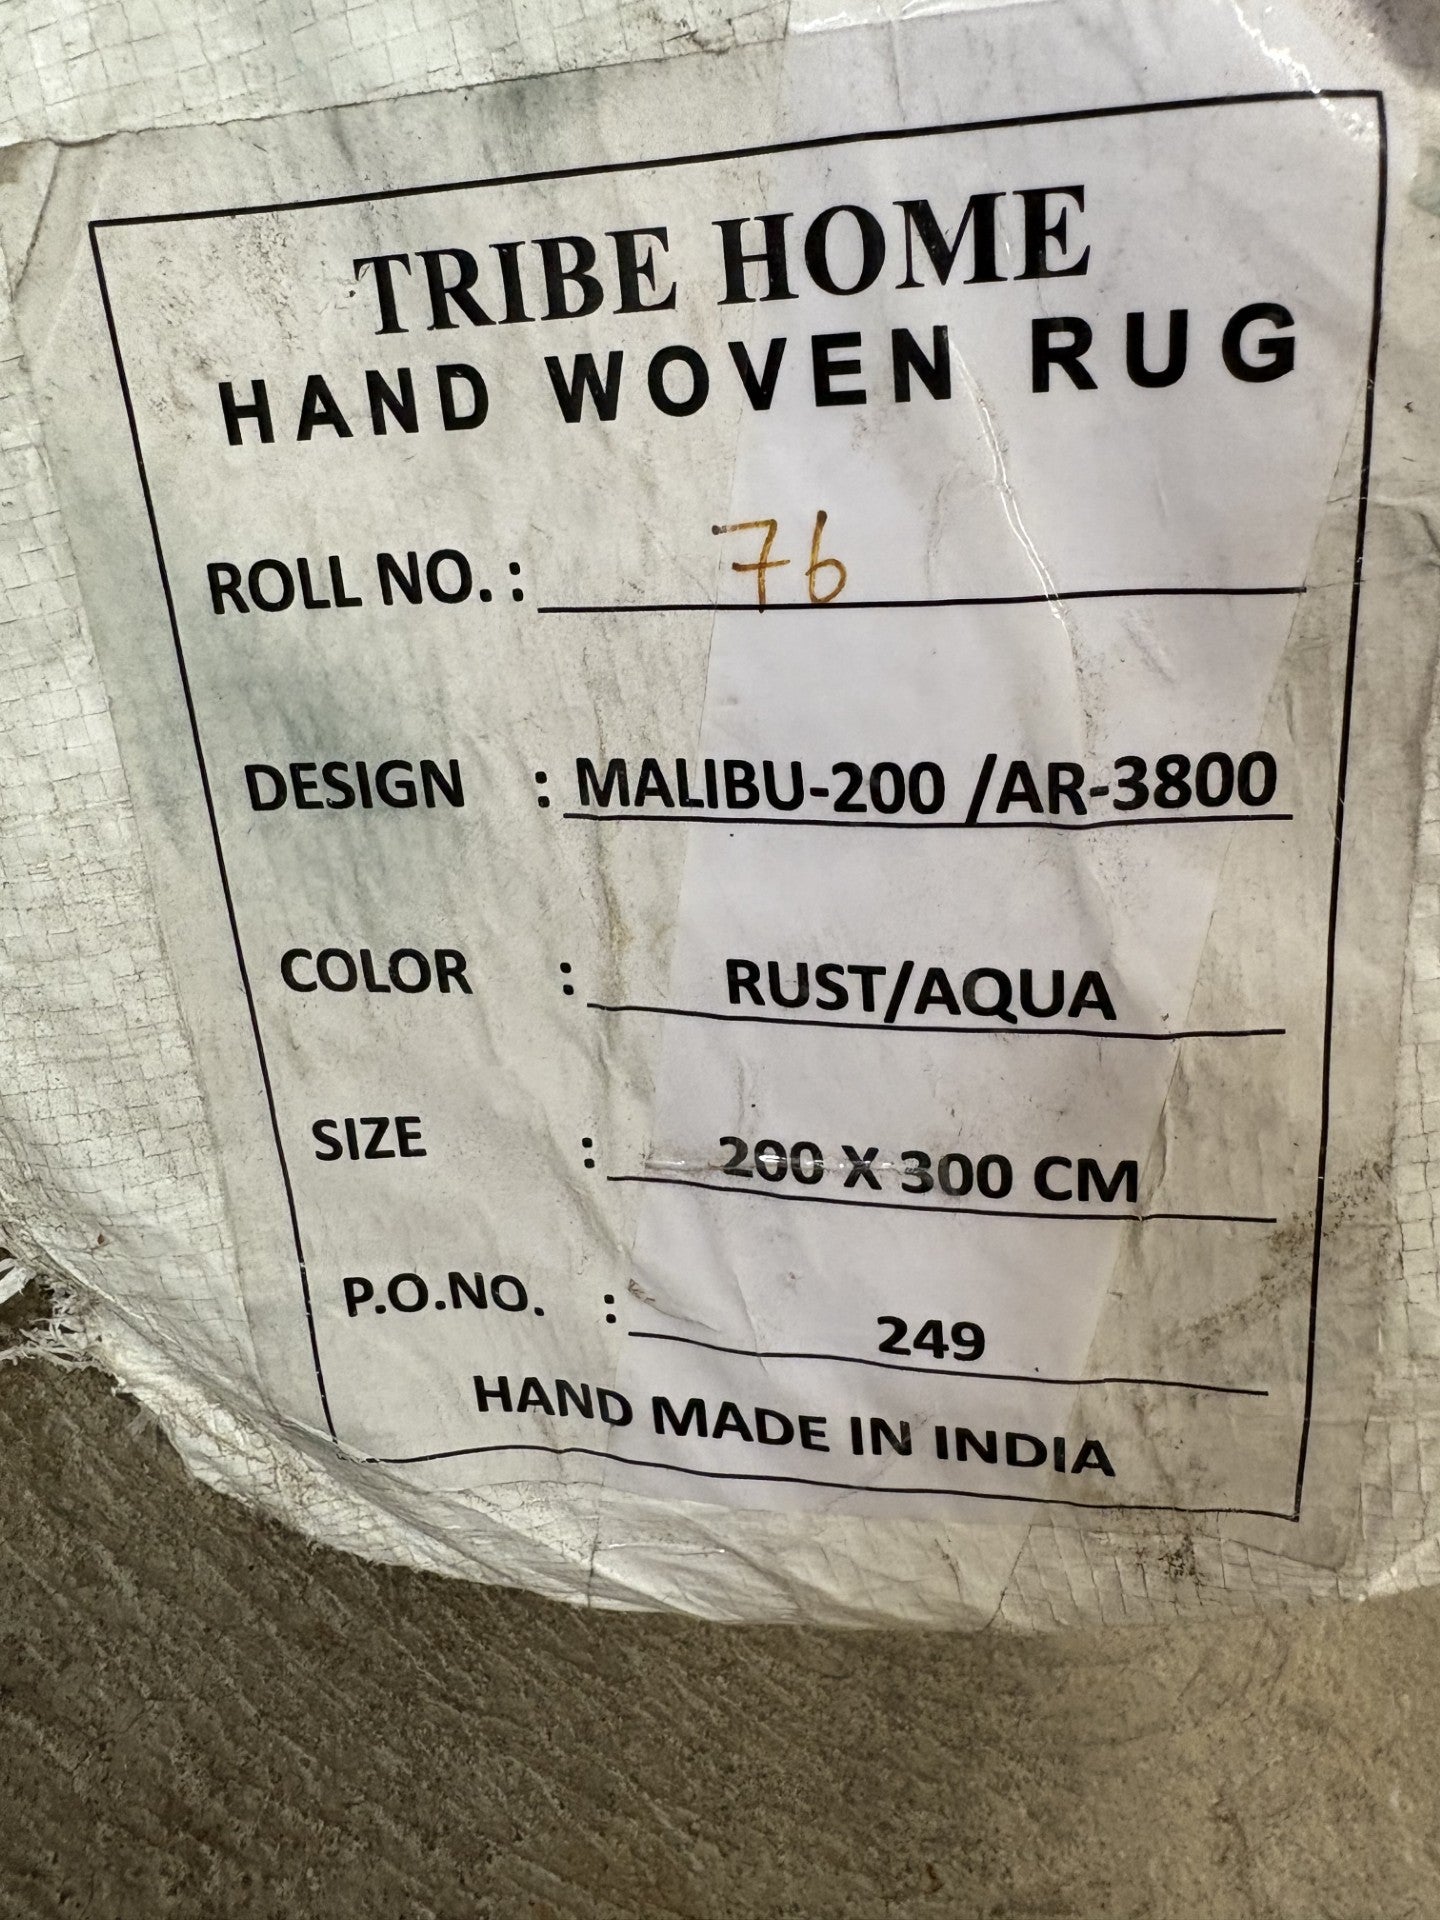 TRIBE HOME
HAND WOVEN RUG
ROLL NO. : 76
DESIGN : MALIBU-200 /AR-3800
COLOR : RUST/AQUA
SIZE : 200 X 300 CM
P.O.NO. : 249
HAND MADE IN INDIA